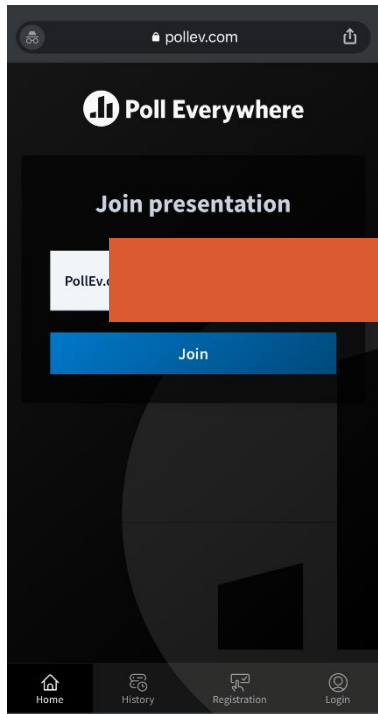 pollev.com
Poll Everywhere
Join presentation
Join
Home History Registration Login